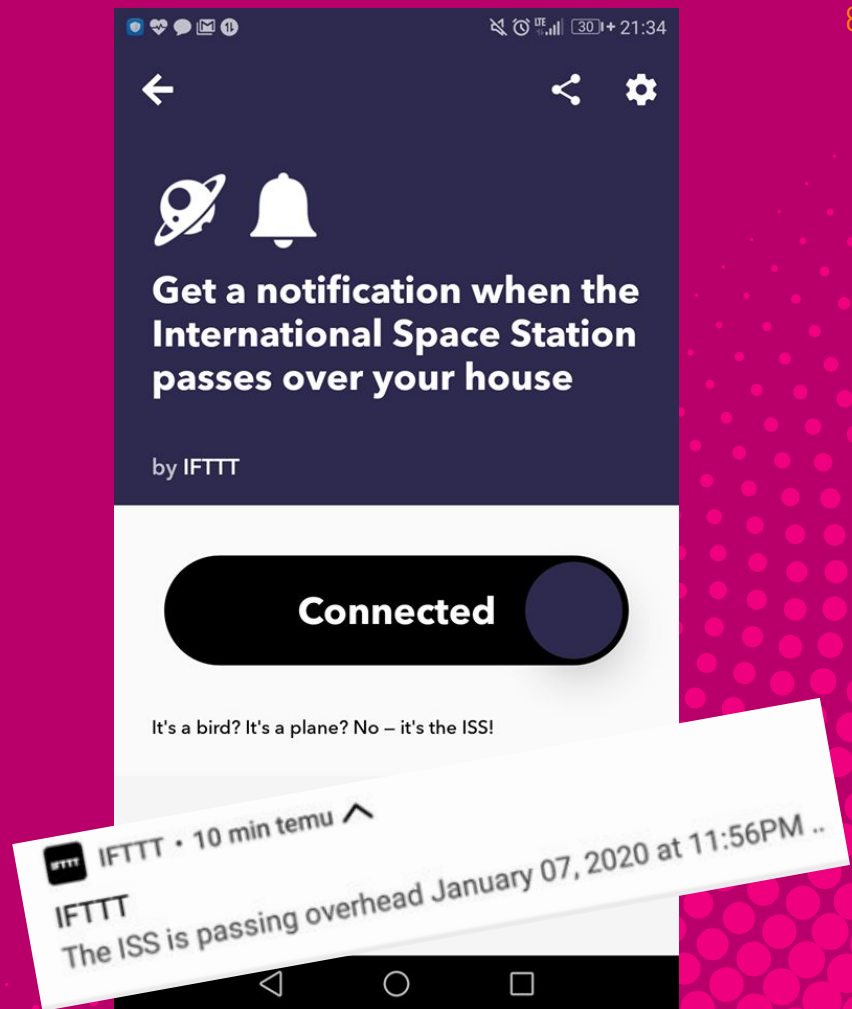 LTE 30 + 21:34
Get a notification when the
International Space Station
passes over your house
by IFTTT
Connected
It's a bird? It's a plane? No – it's the ISS!
IFTTT IFTTT • 10 min temu
IFTTT
The ISS is passing overhead January 07, 2020 at 11:56PM ..